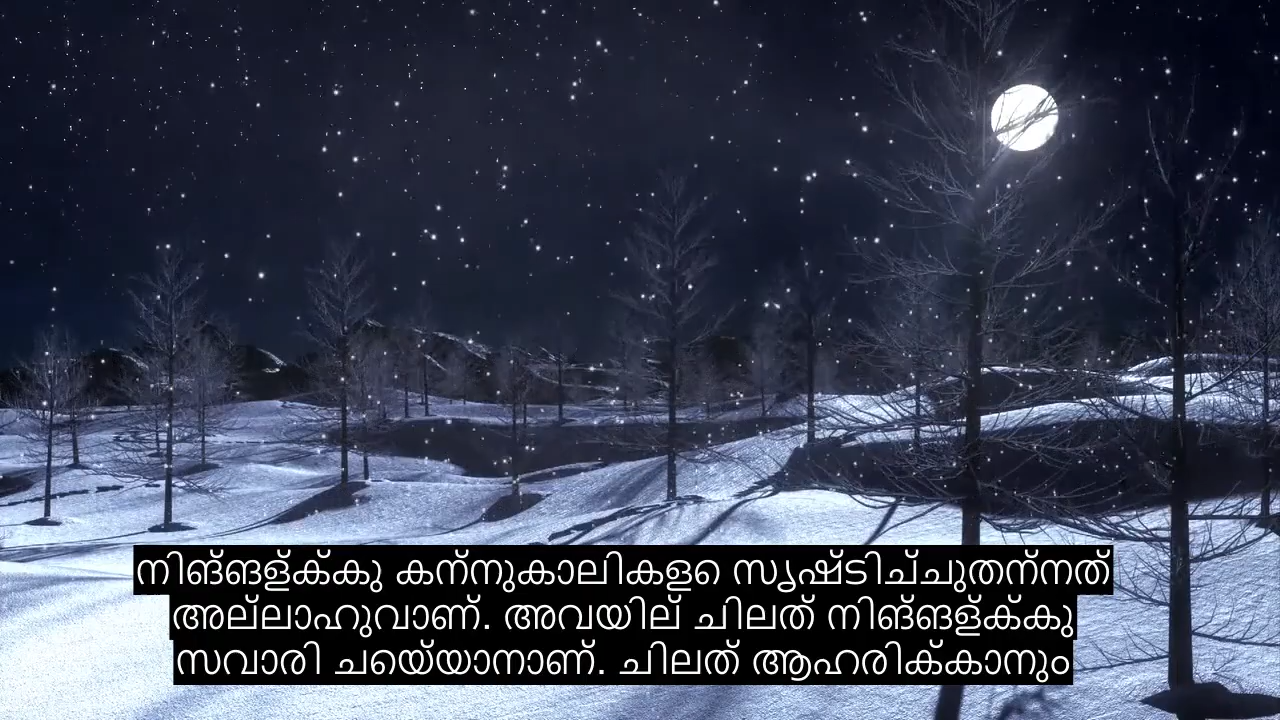 നിങ്ങള്ക്കു കന്നുകാലികളെ സൃഷ്ടിച്ചുതന്നത്
അല്ലാഹുവാണ്. അവയില് ചിലത് നിങ്ങള്ക്കു
സവാരി ചെയ്യാനാണ്. ചിലത് ആഹരിക്കാനും